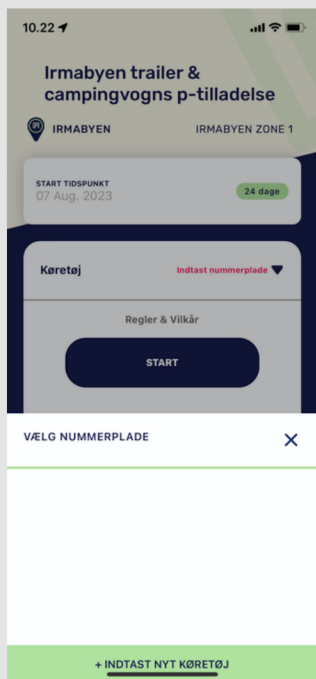 10.22
Irmabyen trailer &
campingvogns p-tilladelse
IRMABYEN
IRMABYEN ZONE 1
START TIDSPUNKT
07 Aug. 2023
24 dage
Køretøj
Indtast nummerplade
Regler & Vilkår
START
VÆLG NUMMERPLADE
+ INDTAST NYT KØRETØJ